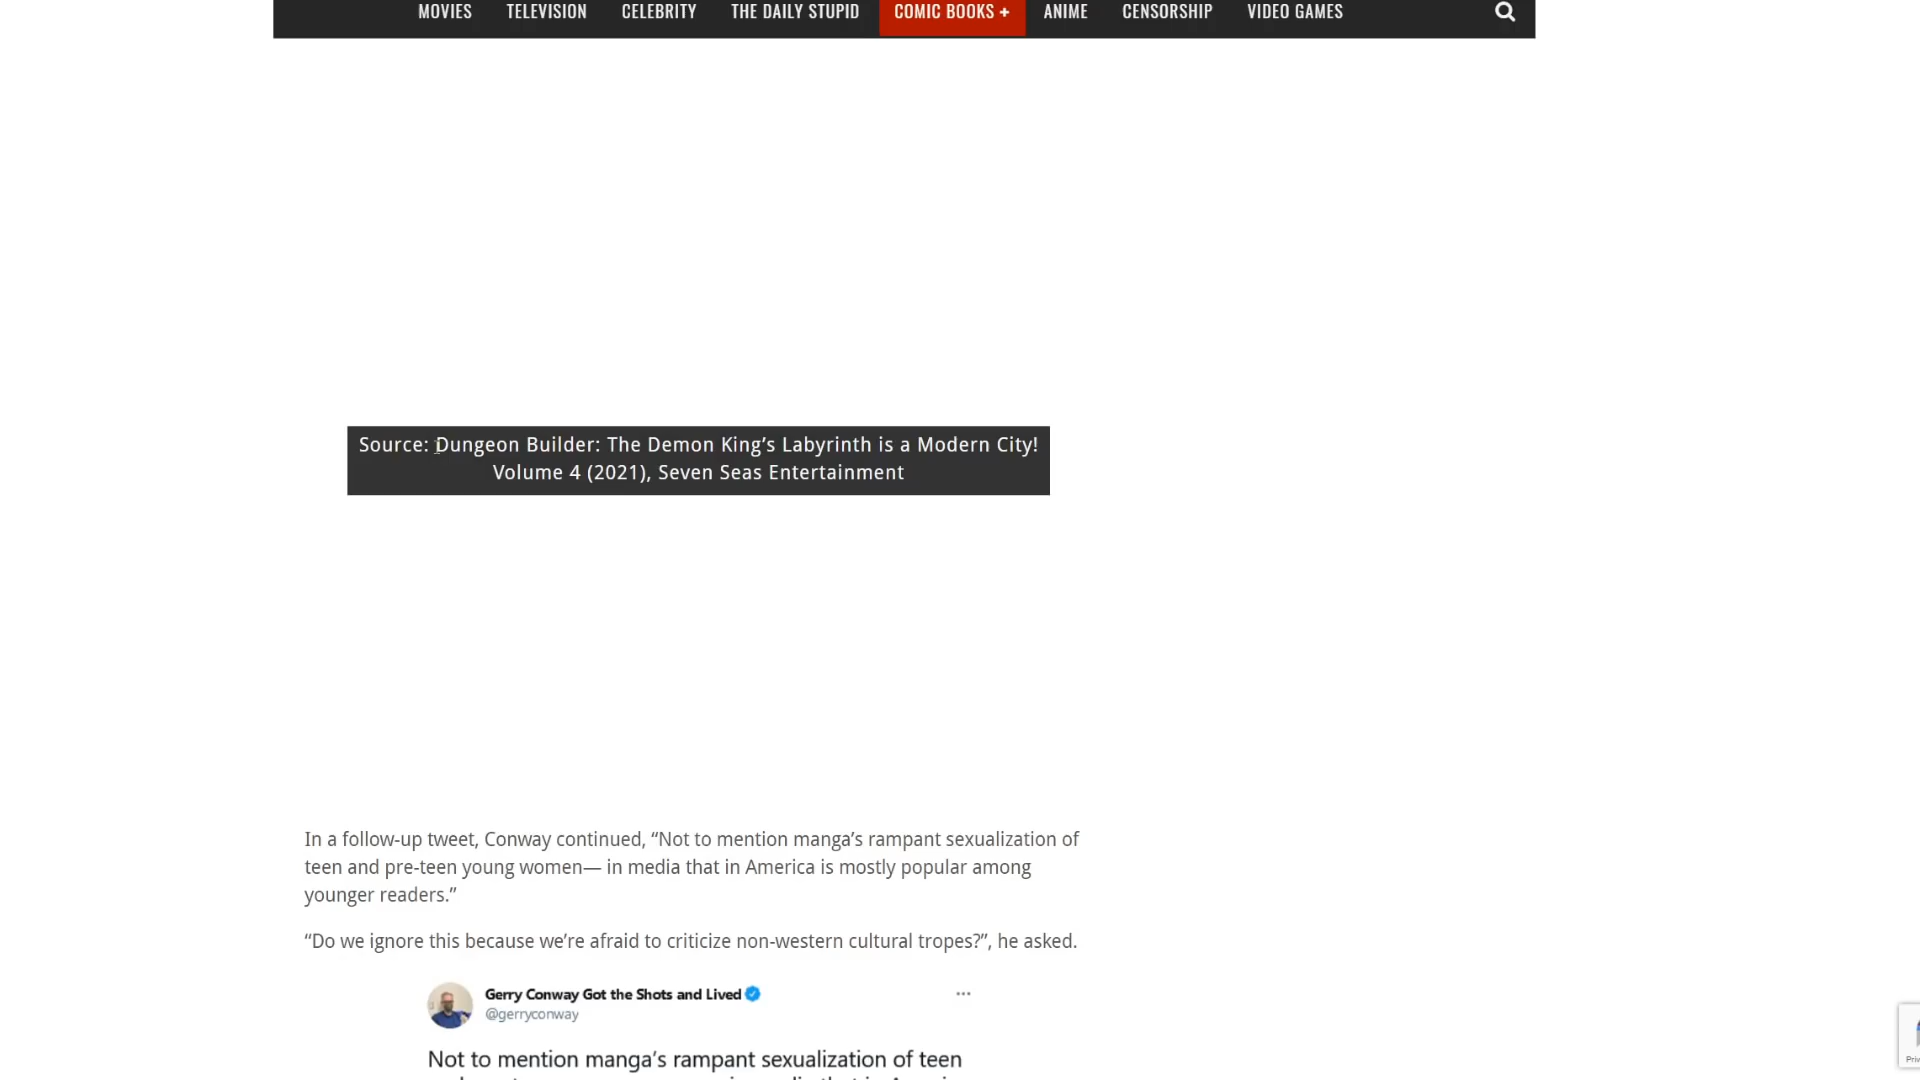 MOVIES TELEVISION CELEBRITY THE DAILY STUPID COMIC BOOKS + ANIME CENSORSHIP VIDEO GAMES
Source: Dungeon Builder: The Demon King’s Labyrinth is a Modern City!
Volume 4 (2021), Seven Seas Entertainment
In a follow-up tweet, Conway continued, “Not to mention manga’s rampant sexualization of
teen and pre-teen young women— in media that in America is mostly popular among
younger readers.”
“Do we ignore this because we’re afraid to criticize non-western cultural tropes?”, he asked.
Gerry Conway Got the Shots and Lived
@gerryconway
Not to mention manga’s rampant sexualization of teen